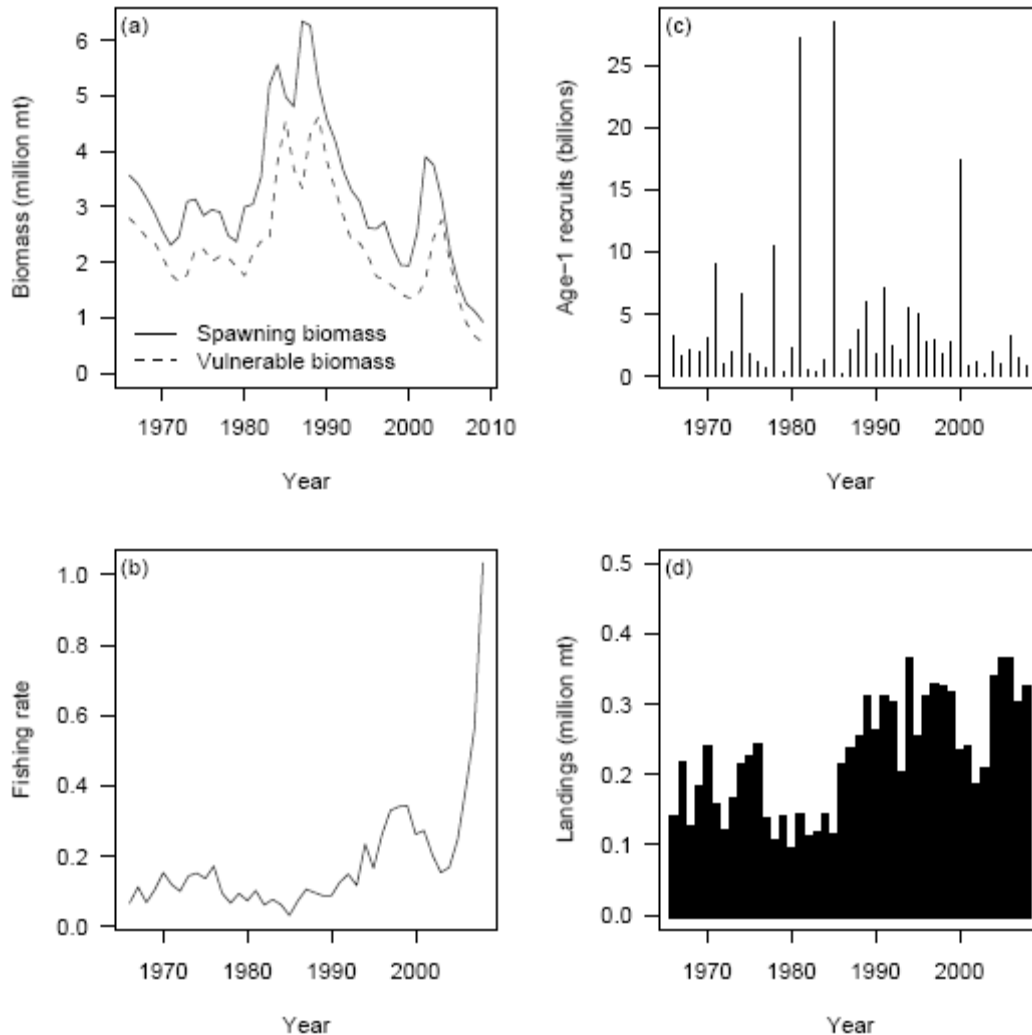 (a)
Biomass (million mt)
6
5
4
3
2
1
0
Spawning biomass
Vulnerable biomass
1970 1980 1990 2000 2010
Year
(c)
Age−1 recruits (billions)
25
20
15
10
5
0
1970 1980 1990 2000
Year
(b)
Fishing rate
1.0
0.8
0.6
0.4
0.2
0.0
1970 1980 1990 2000
Year
(d)
Landings (million mt)
0.5
0.4
0.3
0.2
0.1
0.0
1970 1980 1990 2000
Year